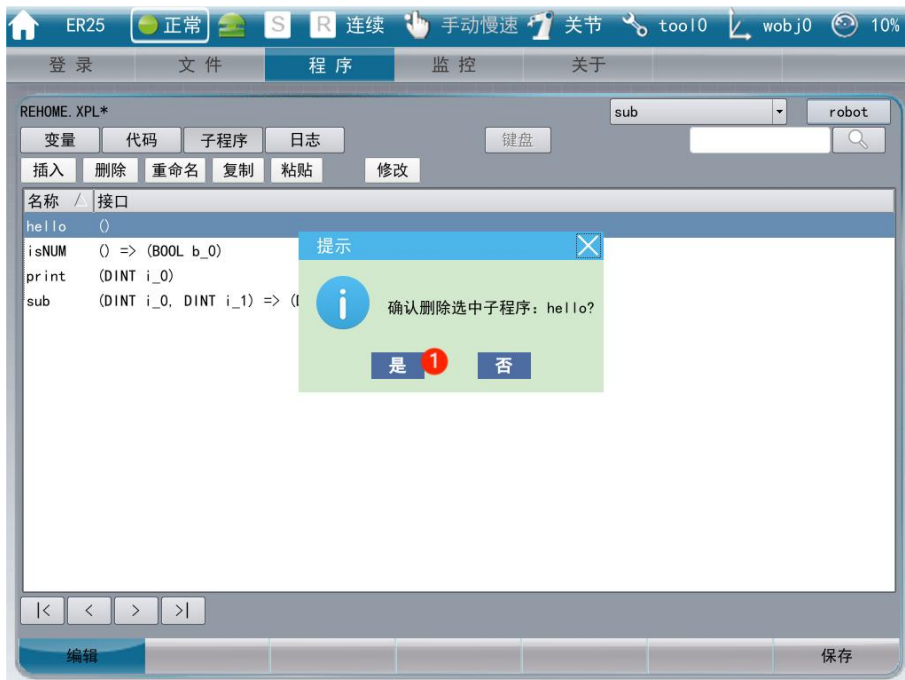 ER25 正常 S R 连续 手动慢速 关节 tool0 wobj0 10%
登录 文件 程序 监控 关于
REHOME.XPL* sub robot
变量 代码 子程序 日志 键盘
插入 删除 重命名 复制 粘贴 修改
名称 接口
hello ()
isNUM () => (BOOL b_0)
print (DINT i_0)
sub (DINT i_0, DINT i_1) => (
提示
确认删除选中子程序: hello?
是 1 否
|< < > >|
编辑 保存